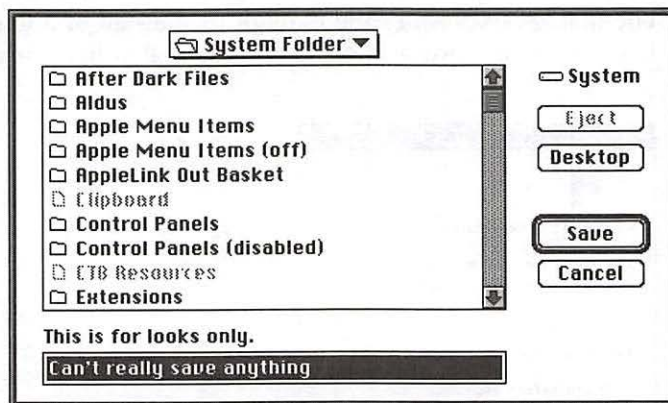 System Folder
After Dark Files
Aldus
Apple Menu Items
Apple Menu Items (off)
AppleLink Out Basket
Clipboard
Control Panels
Control Panels (disabled)
CTB Resources
Extensions
System
Eject
Desktop
Save
Cancel
This is for looks only.
Can't really save anything